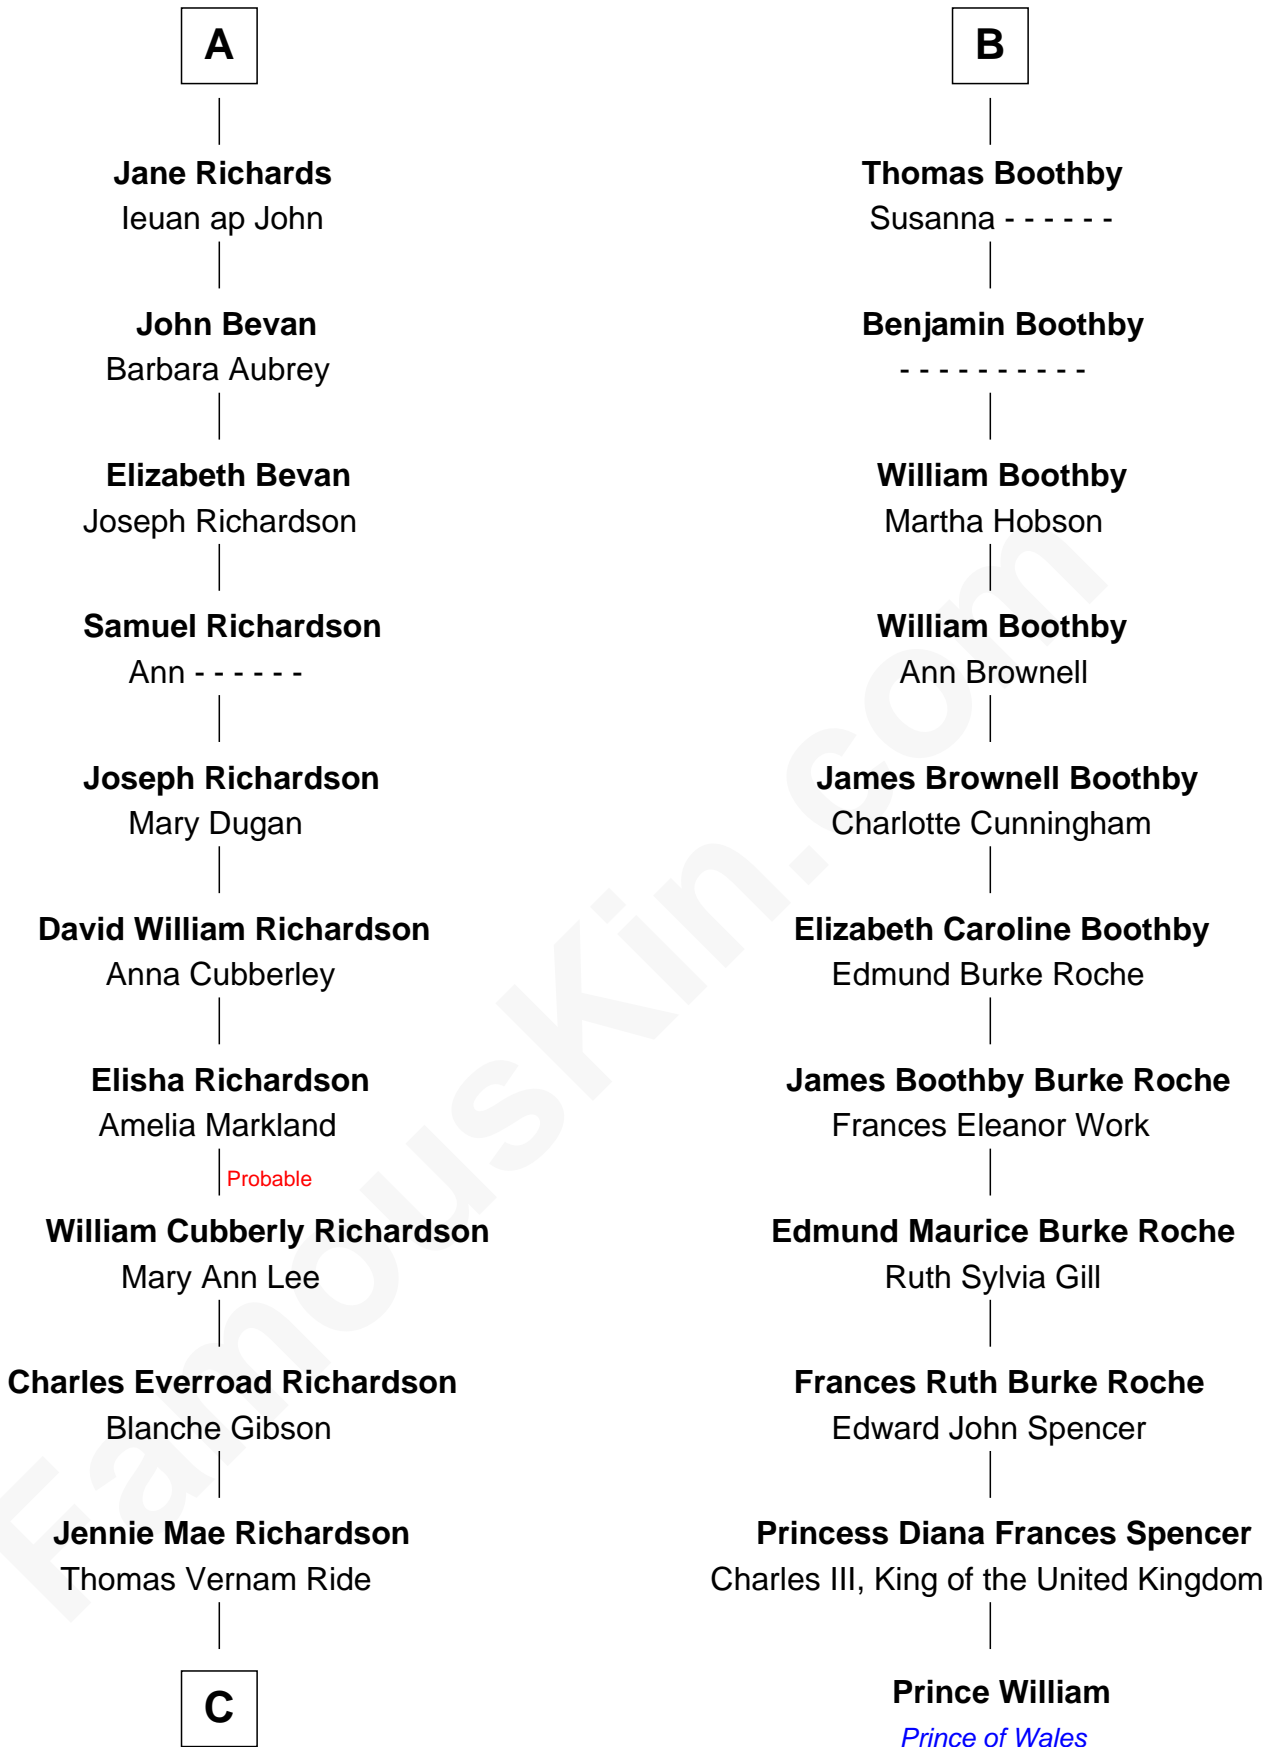 A
Jane Richards
Ieuan ap John
John Bevan
Barbara Aubrey
Elizabeth Bevan
Joseph Richardson
Samuel Richardson
Ann - - - - - -
Joseph Richardson
Mary Dugan
David William Richardson
Anna Cubberley
Elisha Richardson
Amelia Markland
Probable
William Cubberly Richardson
Mary Ann Lee
Charles Everroad Richardson
Blanche Gibson
Jennie Mae Richardson
Thomas Vernam Ride
C
B
Thomas Boothby
Susanna - - - - - -
Benjamin Boothby
- - - - - - - - - -
William Boothby
Martha Hobson
William Boothby
Ann Brownell
James Brownell Boothby
Charlotte Cunningham
Elizabeth Caroline Boothby
Edmund Burke Roche
James Boothby Burke Roche
Frances Eleanor Work
Edmund Maurice Burke Roche
Ruth Sylvia Gill
Frances Ruth Burke Roche
Edward John Spencer
Princess Diana Frances Spencer
Charles III, King of the United Kingdom
Prince William
Prince of Wales
FamousKin.com